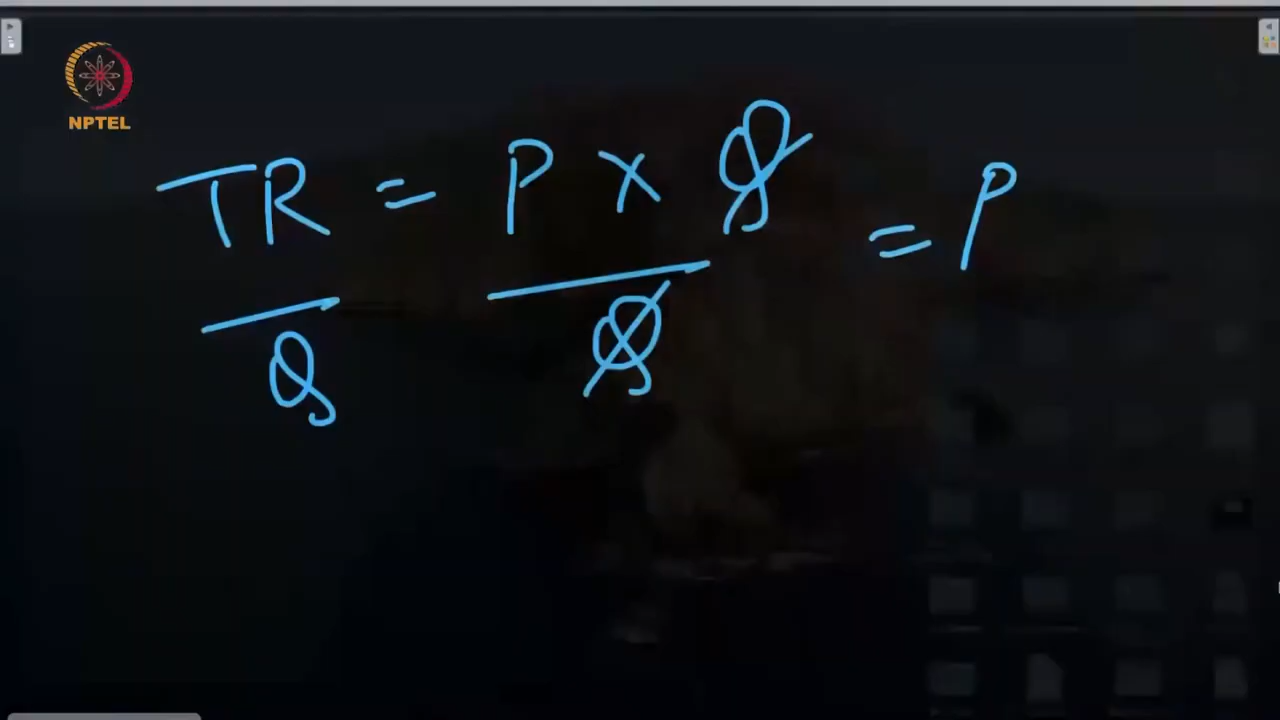 NPTEL
TR = P × Q = P
Q Q